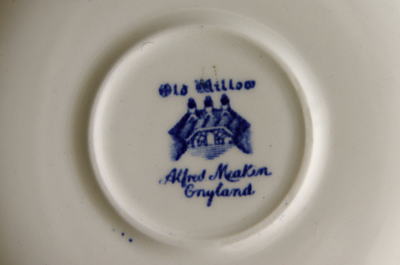 Old Willow
Alfred Meakin
England